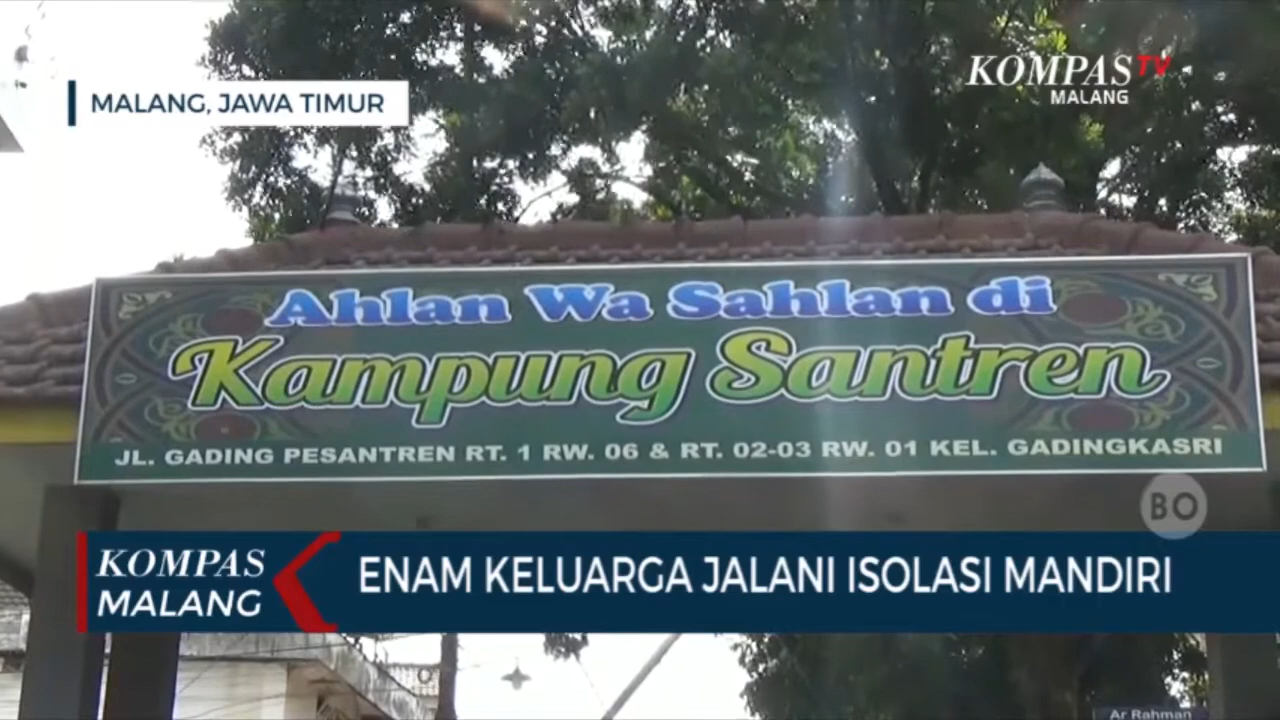 MALANG, JAWA TIMUR
KOMPAS TV
MALANG
Ahlan Wa Sahlan di
Kampung Santren
JL. GADING PESANTREN RT. 1 RW. 06 & RT. 02-03 RW. 01 KEL. GADINGKASRI
BO
KOMPAS
MALANG
ENAM KELUARGA JALANI ISOLASI MANDIRI
Ar Rahman